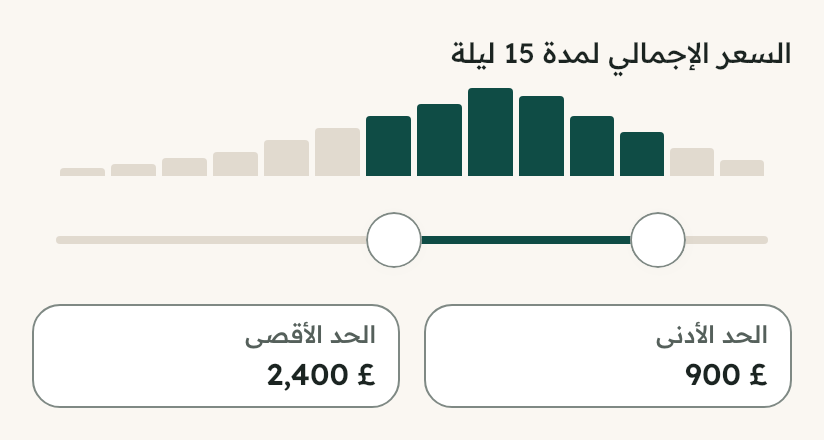 السعر الإجمالي لمدة 15 ليلة
الحد الأدنى
£ 900
الحد الأقصى
£ 2,400